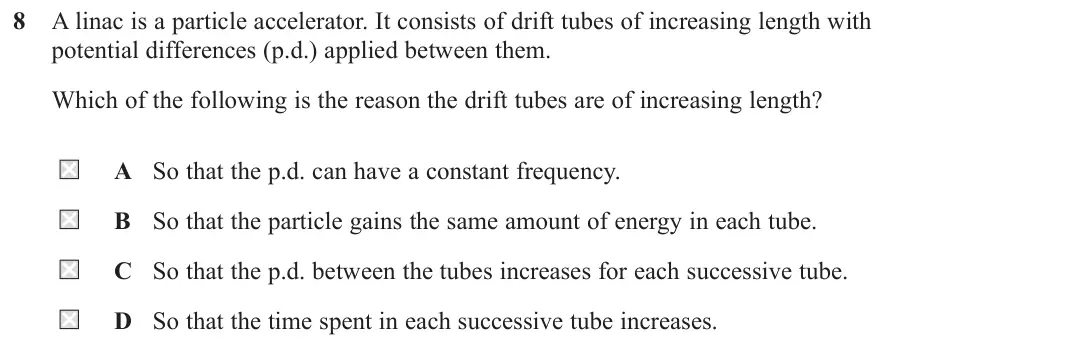 8 A linac is a particle accelerator. It consists of drift tubes of increasing length with
potential differences (p.d.) applied between them.
Which of the following is the reason the drift tubes are of increasing length?
A So that the p.d. can have a constant frequency.
B So that the particle gains the same amount of energy in each tube.
C So that the p.d. between the tubes increases for each successive tube.
D So that the time spent in each successive tube increases.